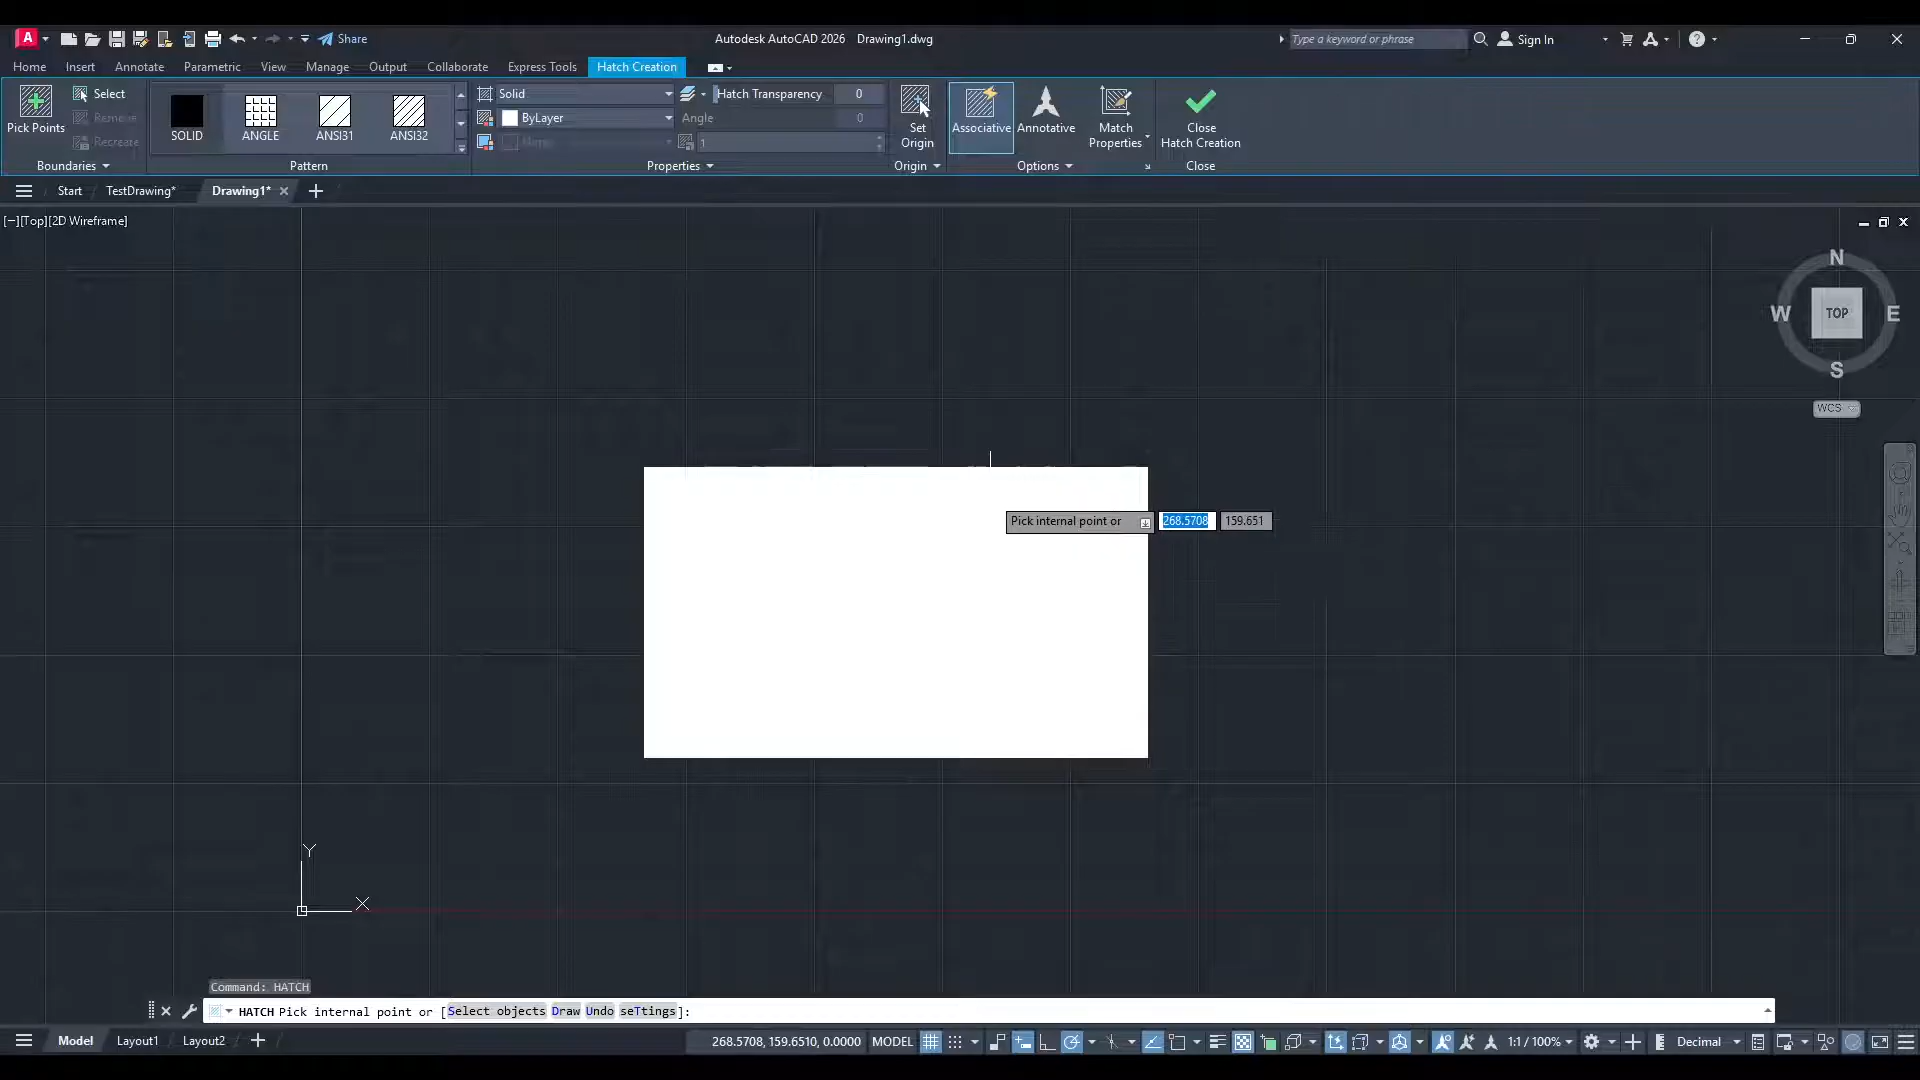 A Share Autodesk AutoCAD 2026 Drawing1.dwg Type a keyword or phrase Sign In
Home Insert Annotate Parametric View Manage Output Collaborate Express Tools Hatch Creation
Pick Points Select Remove Recreate
Boundaries
SOLID ANGLE ANSI31 ANSI32
Pattern
Solid Hatch Transparency 0
ByLayer Angle 0
1
Properties
Set Origin
Origin
Associative Annotative Match Properties
Options
Close Hatch Creation
Close
Start TestDrawing* Drawing1*
[−][Top][2D Wireframe]
N
W TOP E
S
WCS
Pick internal point or 268.5708 159.651
Y
X
Command: HATCH
HATCH Pick internal point or [Select objects Draw Undo seTtings]:
Model Layout1 Layout2 268.5708, 159.6510, 0.0000 MODEL 1:1 / 100% Decimal